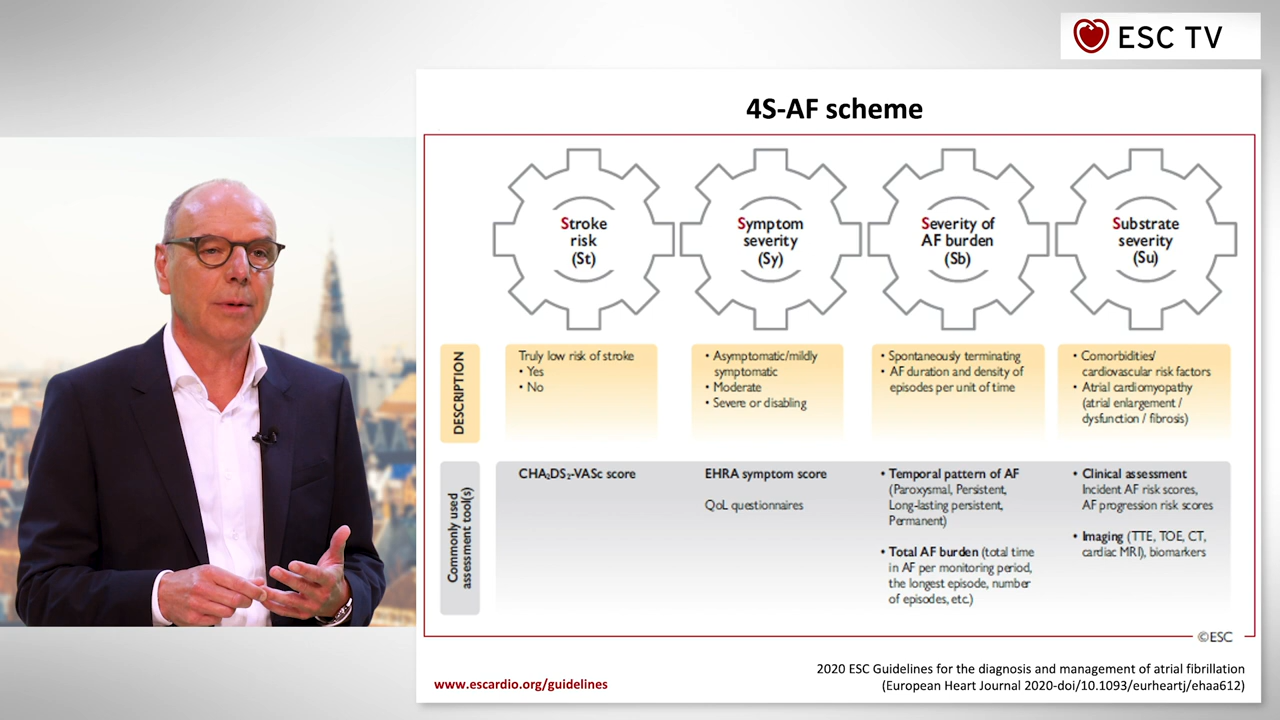 ESC TV
4S-AF scheme
Stroke
risk
(St)
Symptom
severity
(Sy)
Severity of
AF burden
(Sb)
Substrate
severity
(Su)
DESCRIPTION
Truly low risk of stroke
• Yes
• No
• Asymptomatic/mildly
symptomatic
• Moderate
• Severe or disabling
• Spontaneously terminating
• AF duration and density of
episodes per unit of time
• Comorbidities/
cardiovascular risk factors
• Atrial cardiomyopathy
(atrial enlargement /
dysfunction / fibrosis)
Commonly used
assessment tool(s)
CHA₂DS₂-VASc score
EHRA symptom score
QoL questionnaires
• Temporal pattern of AF
(Paroxysmal, Persistent,
Long-lasting persistent,
Permanent)
• Total AF burden (total time
in AF per monitoring period,
the longest episode, number
of episodes, etc.)
• Clinical assessment
Incident AF risk scores,
AF progression risk scores
• Imaging (TTE, TOE, CT,
cardiac MRI), biomarkers
©ESC
www.escardio.org/guidelines
2020 ESC Guidelines for the diagnosis and management of atrial fibrillation
(European Heart Journal 2020-doi/10.1093/eurheartj/ehaa612)